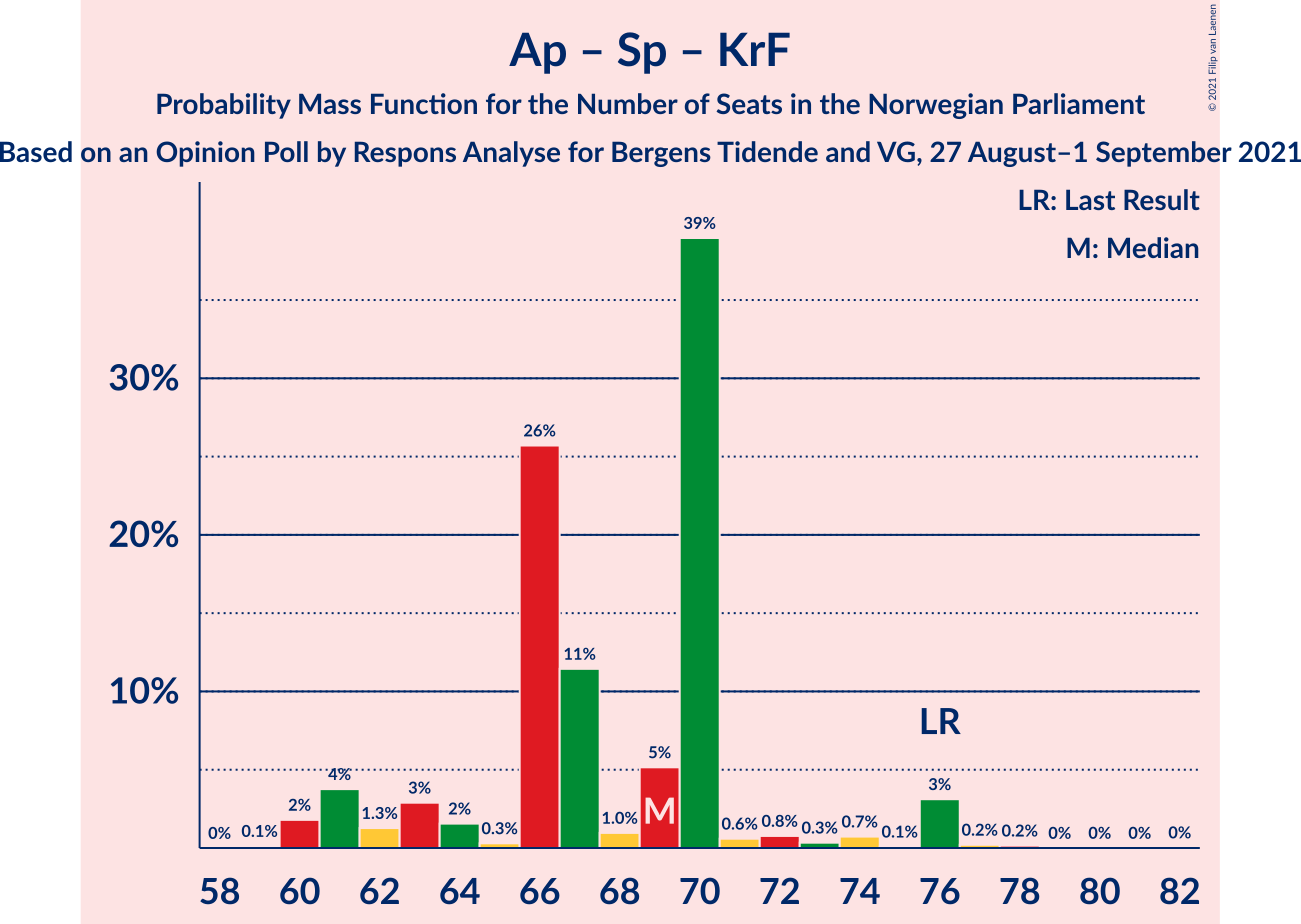 Ap – Sp – KrF
Probability Mass Function for the Number of Seats in the Norwegian Parliament
Based on an Opinion Poll by Respons Analyse for Bergens Tidende and VG, 27 August–1 September 2021
© 2021 Filip van Laenen
LR: Last Result
M: Median
30%
20%
10%
0% 0.1% 2% 4% 1.3% 3% 2% 0.3% 26% 11% 1.0% 5% 39% 0.6% 0.8% 0.3% 0.7% 0.1% 3% 0.2% 0.2% 0% 0% 0% 0%
M
LR
58 60 62 64 66 68 70 72 74 76 78 80 82